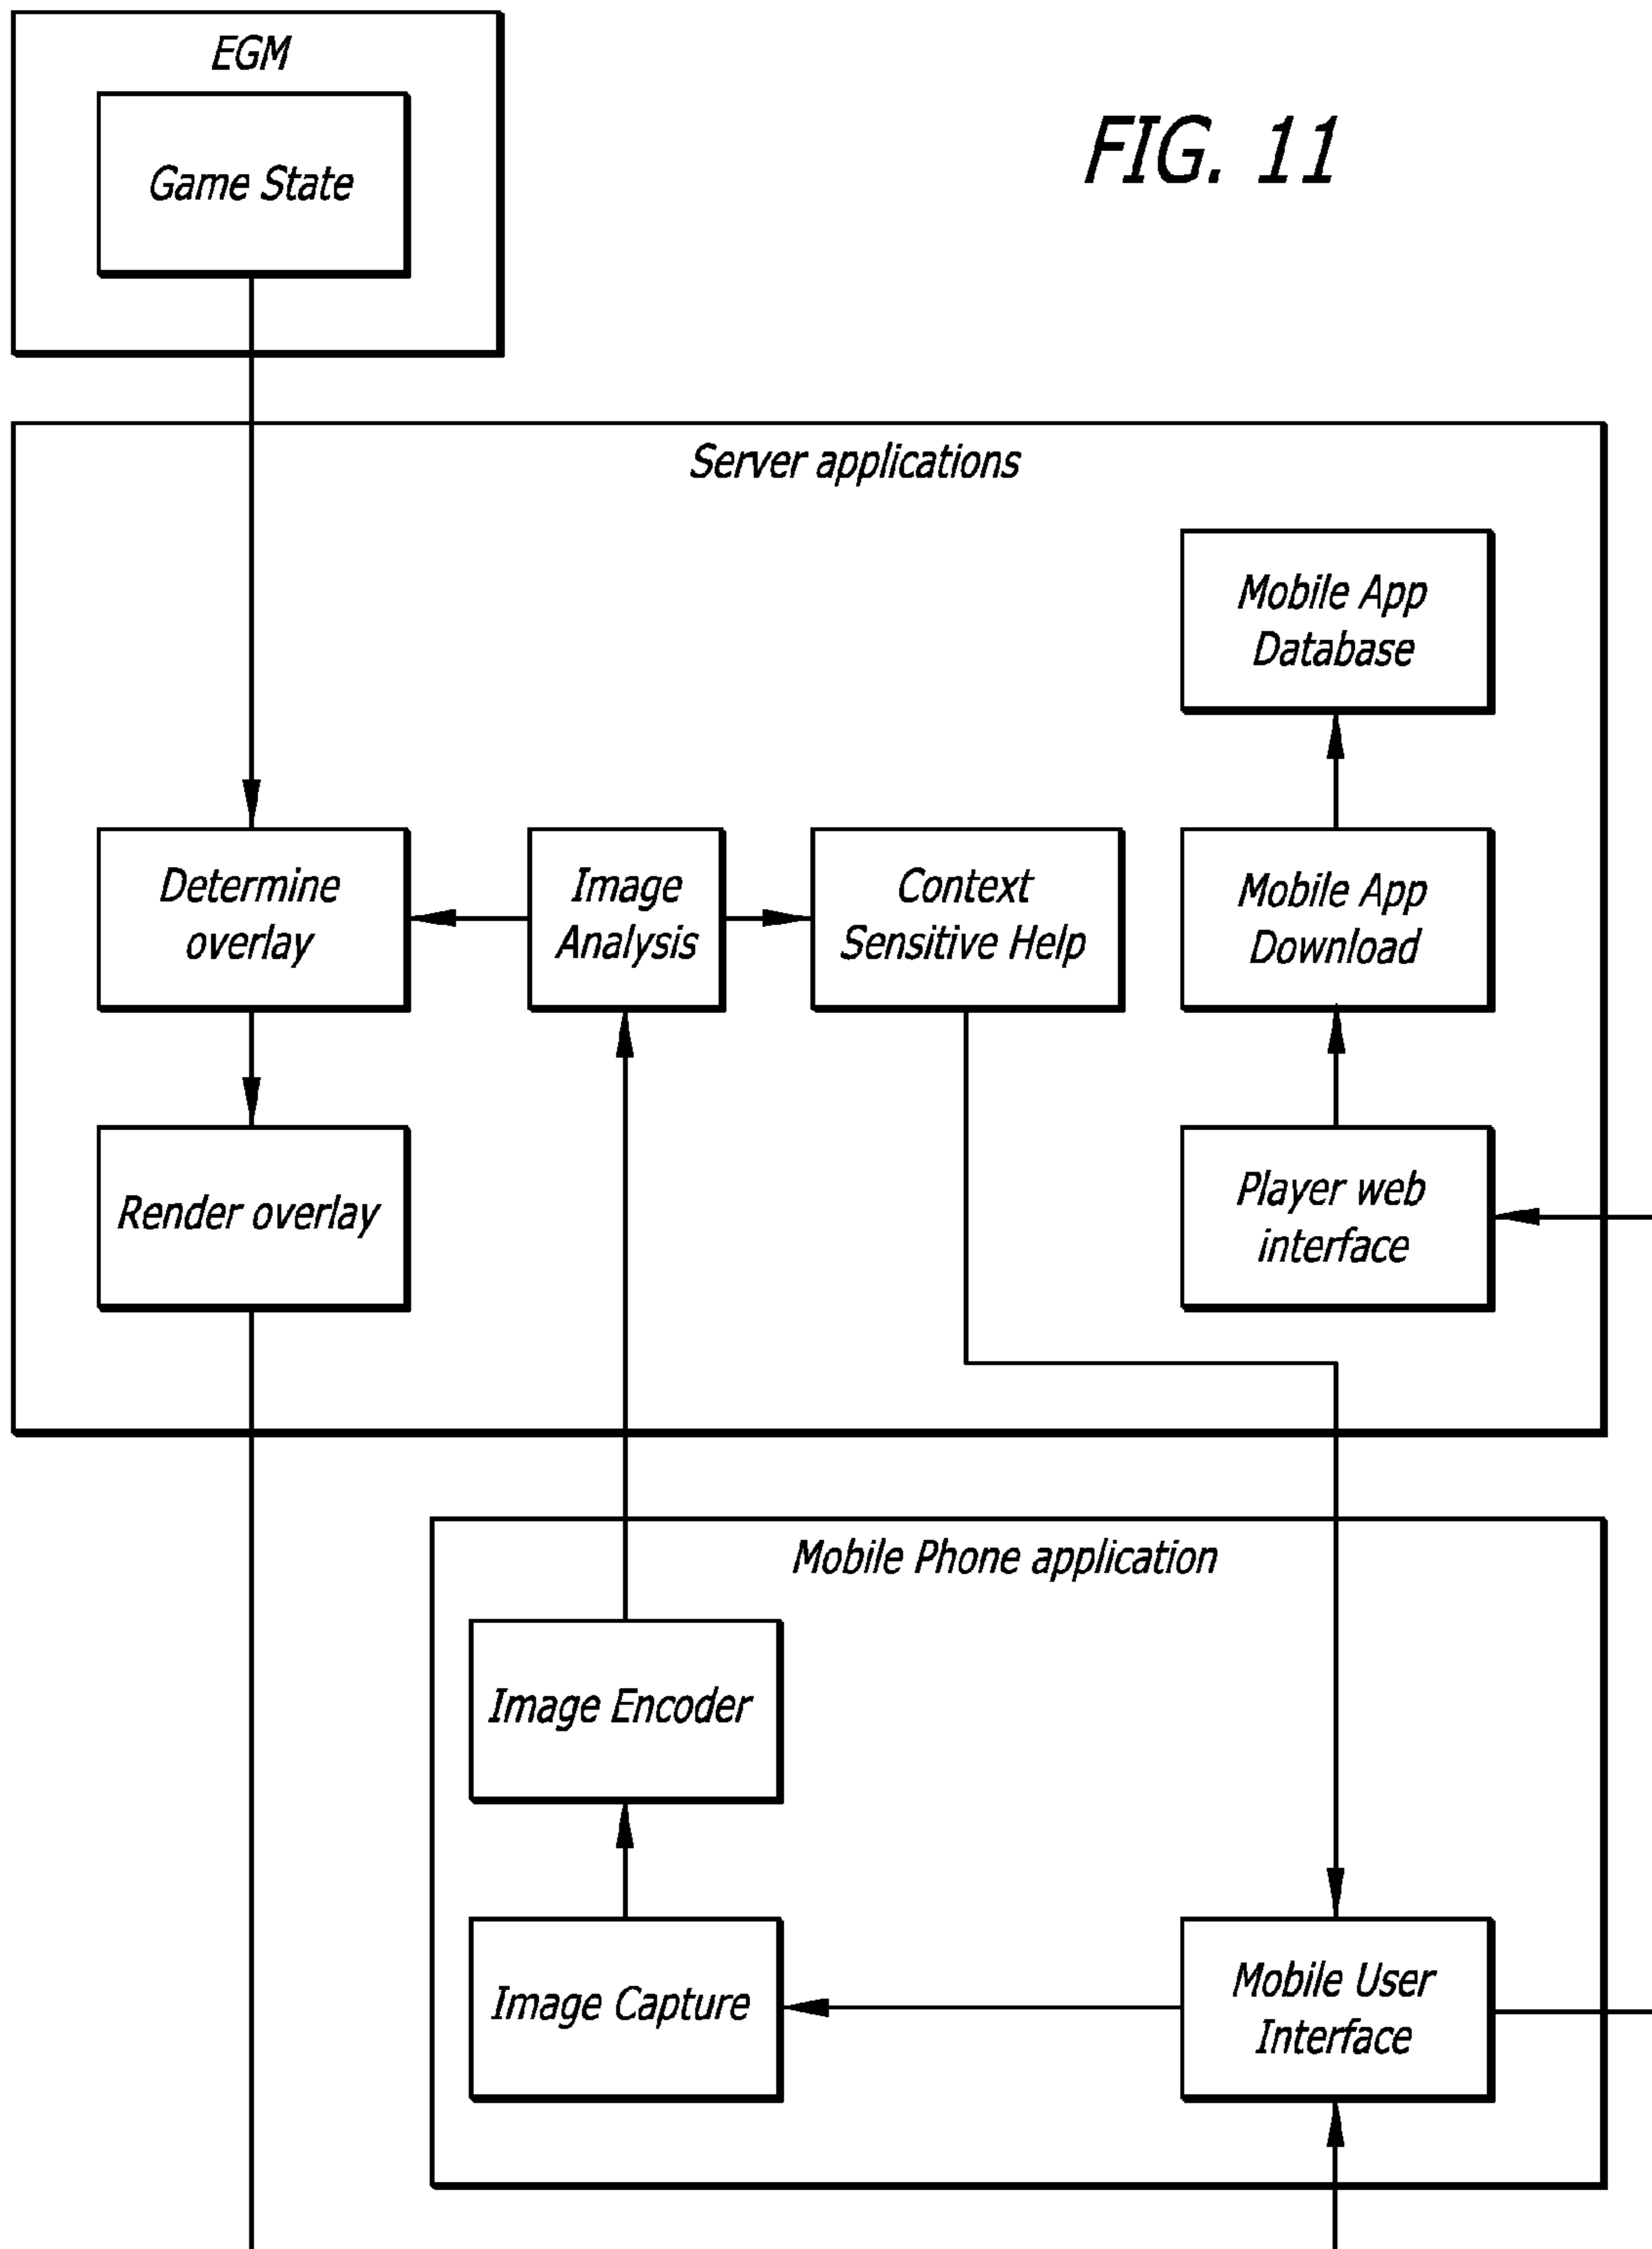 EGM
Game State
FIG. 11
Server applications
Mobile App
Database
Determine
overlay
Image
Analysis
Context
Sensitive Help
Mobile App
Download
Render overlay
Player web
interface
Mobile Phone application
Image Encoder
Image Capture
Mobile User
Interface